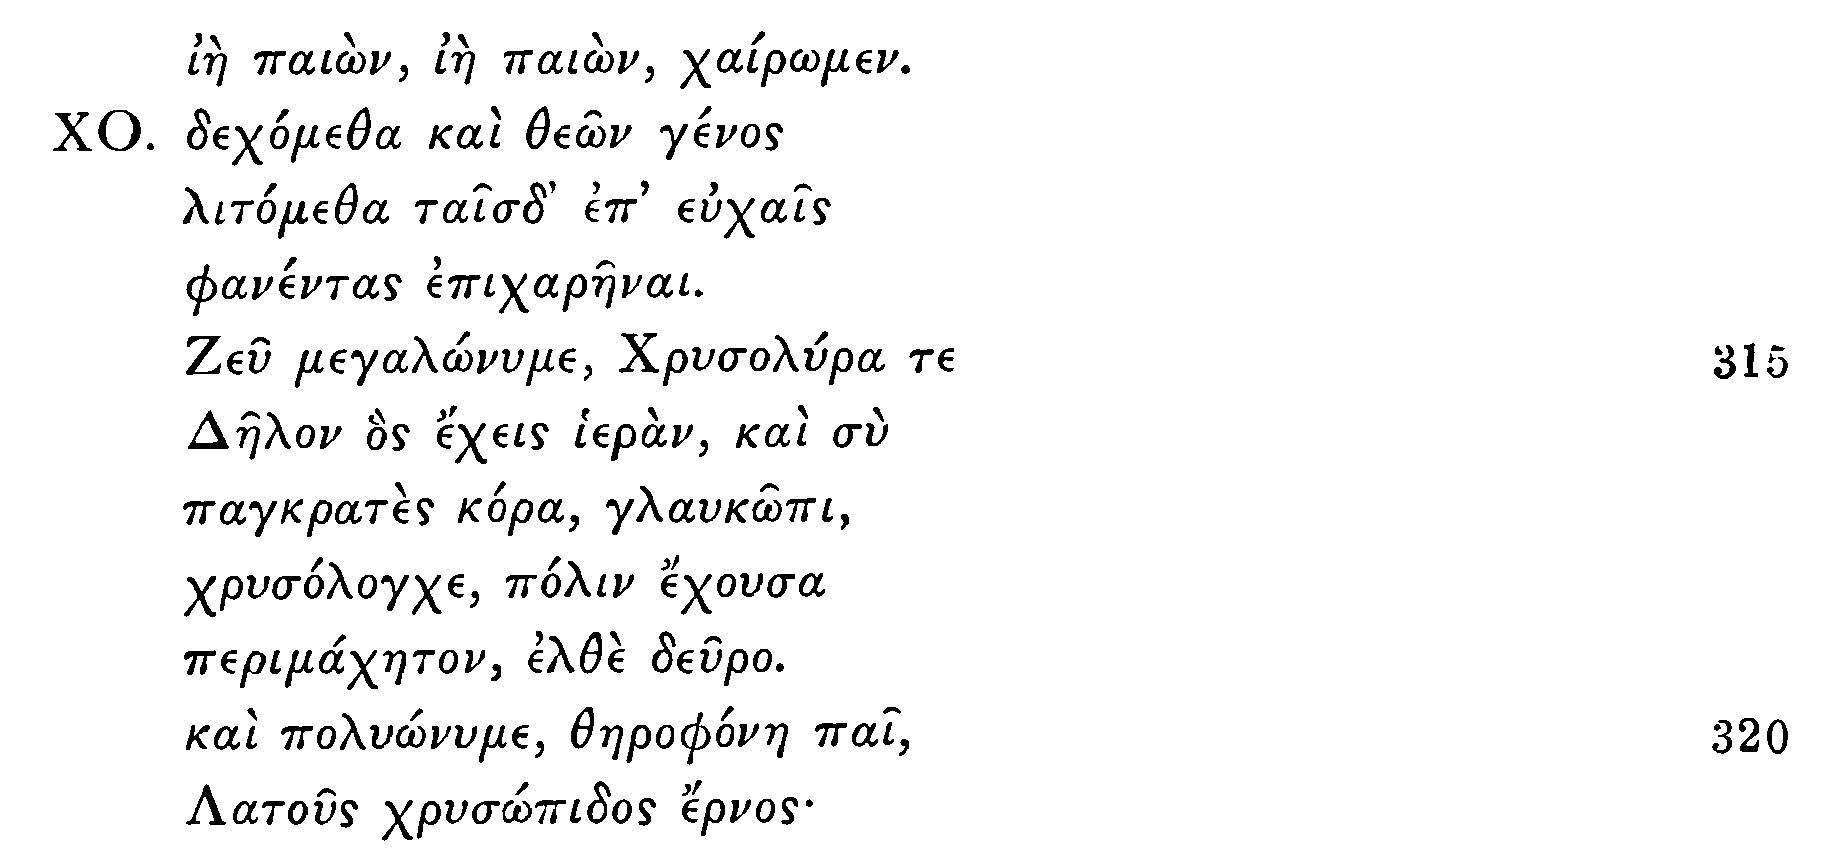 ἰὴ παιὼν, ἰὴ παιὼν, χαίρωμεν.
ΧΟ. δεχόμεθα καὶ θεῶν γένος
λιτόμεθα ταῖσδ᾽ ἐπ᾽ εὐχαῖς
φανέντας ἐπιχαρῆναι.
Ζεῦ μεγαλώνυμε, Χρυσολύρα τε 315
Δῆλον ὃς ἔχεις ἱερὰν, καὶ σὺ
παγκρατὲς κόρα, γλαυκῶπι,
χρυσόλογχε, πόλιν ἔχουσα
περιμάχητον, ἐλθὲ δεῦρο.
καὶ πολυώνυμε, θηροφόνη παῖ, 320
Λατοῦς χρυσώπιδος ἔρνος·